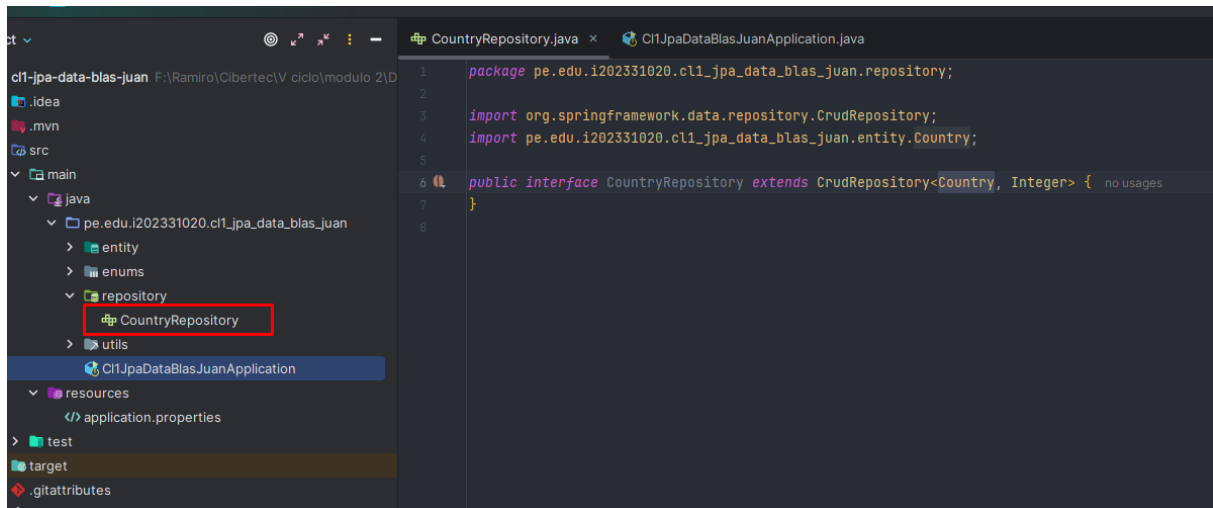 ct
cl1-jpa-data-blas-juan F:\Ramiro\Cibertec\V ciclo\modulo 2\D
.idea
.mvn
src
main
java
pe.edu.i202331020.cl1_jpa_data_blas_juan
entity
enums
repository
CountryRepository
utils
Cl1JpaDataBlasJuanApplication
resources
application.properties
test
target
.gitattributes
CountryRepository.java × Cl1JpaDataBlasJuanApplication.java
1 package pe.edu.i202331020.cl1_jpa_data_blas_juan.repository;
2
3 import org.springframework.data.repository.CrudRepository;
4 import pe.edu.i202331020.cl1_jpa_data_blas_juan.entity.Country;
5
6 public interface CountryRepository extends CrudRepository<Country, Integer> { no usages
7 }
8